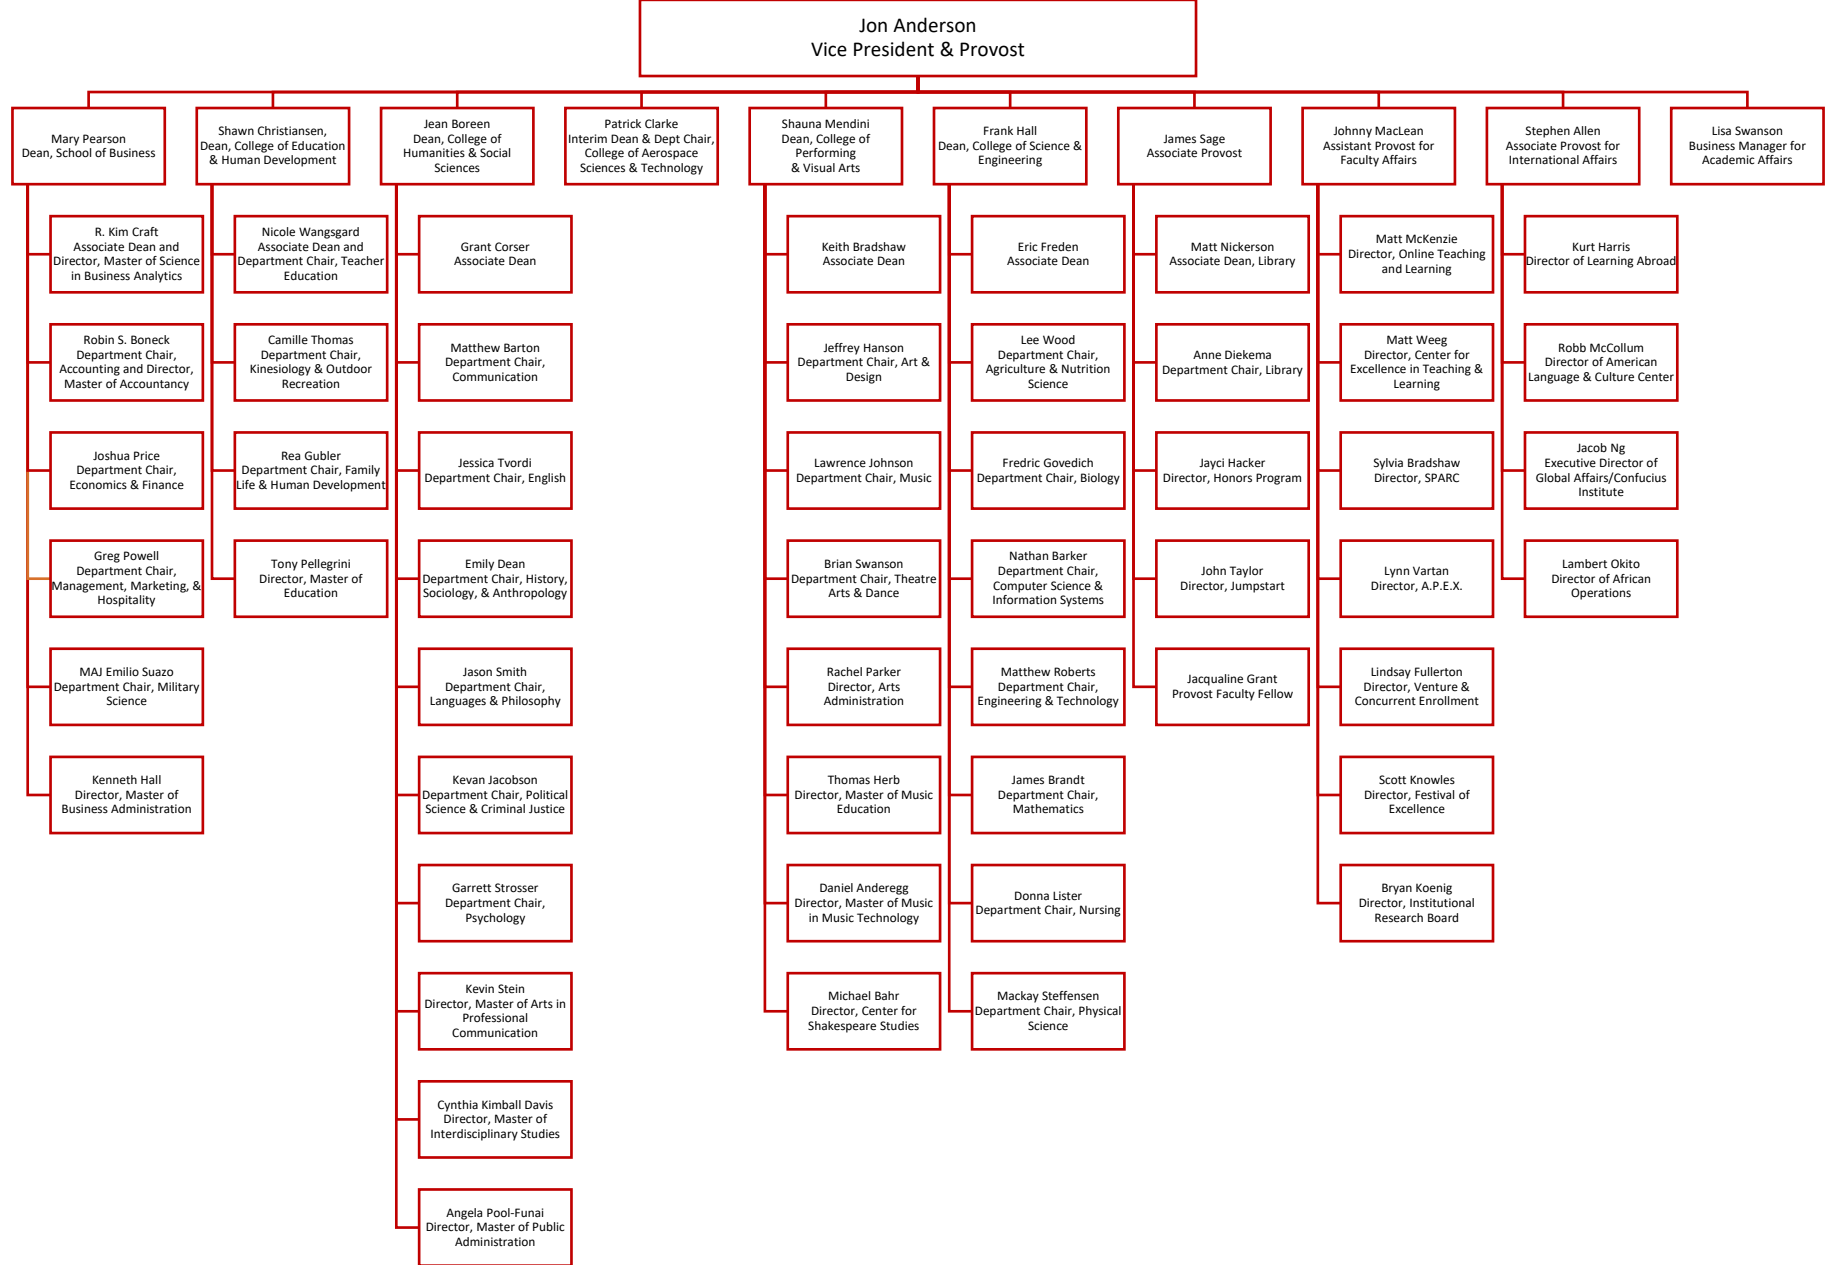 Jon Anderson
Vice President & Provost
Mary Pearson
Dean, School of Business
Shawn Christiansen,
Dean, College of Education
& Human Development
Jean Boreen
Dean, College of
Humanities & Social
Sciences
Patrick Clarke
Interim Dean & Dept Chair,
College of Aerospace
Sciences & Technology
Shauna Mendini
Dean, College of
Performing
& Visual Arts
Frank Hall
Dean, College of Science &
Engineering
James Sage
Associate Provost
Johnny MacLean
Assistant Provost for
Faculty Affairs
Stephen Allen
Associate Provost for
International Affairs
Lisa Swanson
Business Manager for
Academic Affairs
R. Kim Craft
Associate Dean and
Director, Master of Science
in Business Analytics
Robin S. Boneck
Department Chair,
Accounting and Director,
Master of Accountancy
Joshua Price
Department Chair,
Economics & Finance
Greg Powell
Department Chair,
Management, Marketing, &
Hospitality
MAJ Emilio Suazo
Department Chair, Military
Science
Kenneth Hall
Director, Master of
Business Administration
Nicole Wangsgard
Associate Dean and
Department Chair, Teacher
Education
Camille Thomas
Department Chair,
Kinesiology & Outdoor
Recreation
Rea Gubler
Department Chair, Family
Life & Human Development
Tony Pellegrini
Director, Master of
Education
Grant Corser
Associate Dean
Matthew Barton
Department Chair,
Communication
Jessica Tvordi
Department Chair, English
Emily Dean
Department Chair, History,
Sociology, & Anthropology
Jason Smith
Department Chair,
Languages & Philosophy
Kevan Jacobson
Department Chair, Political
Science & Criminal Justice
Garrett Strosser
Department Chair,
Psychology
Kevin Stein
Director, Master of Arts in
Professional
Communication
Cynthia Kimball Davis
Director, Master of
Interdisciplinary Studies
Angela Pool-Funai
Director, Master of Public
Administration
Keith Bradshaw
Associate Dean
Jeffrey Hanson
Department Chair, Art &
Design
Lawrence Johnson
Department Chair, Music
Brian Swanson
Department Chair, Theatre
Arts & Dance
Rachel Parker
Director, Arts
Administration
Thomas Herb
Director, Master of Music
Education
Daniel Anderegg
Director, Master of Music
in Music Technology
Michael Bahr
Director, Center for
Shakespeare Studies
Eric Freden
Associate Dean
Lee Wood
Department Chair,
Agriculture & Nutrition
Science
Fredric Govedich
Department Chair, Biology
Nathan Barker
Department Chair,
Computer Science &
Information Systems
Matthew Roberts
Department Chair,
Engineering & Technology
James Brandt
Department Chair,
Mathematics
Donna Lister
Department Chair, Nursing
Mackay Steffensen
Department Chair, Physical
Science
Matt Nickerson
Associate Dean, Library
Anne Diekema
Department Chair, Library
Jayci Hacker
Director, Honors Program
John Taylor
Director, Jumpstart
Jacqualine Grant
Provost Faculty Fellow
Matt McKenzie
Director, Online Teaching
and Learning
Matt Weeg
Director, Center for
Excellence in Teaching &
Learning
Sylvia Bradshaw
Director, SPARC
Lynn Vartan
Director, A.P.E.X.
Lindsay Fullerton
Director, Venture &
Concurrent Enrollment
Scott Knowles
Director, Festival of
Excellence
Bryan Koenig
Director, Institutional
Research Board
Kurt Harris
Director of Learning Abroad
Robb McCollum
Director of American
Language & Culture Center
Jacob Ng
Executive Director of
Global Affairs/Confucius
Institute
Lambert Okito
Director of African
Operations